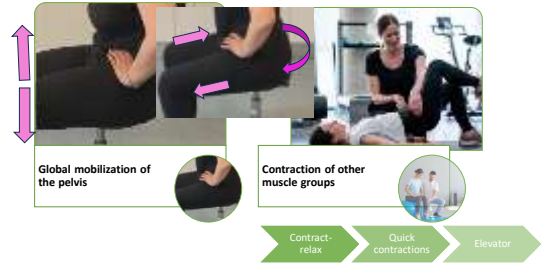 Global mobilization of
the pelvis
Contraction of other
muscle groups
Contract-
relax
Quick
contractions
Elevator